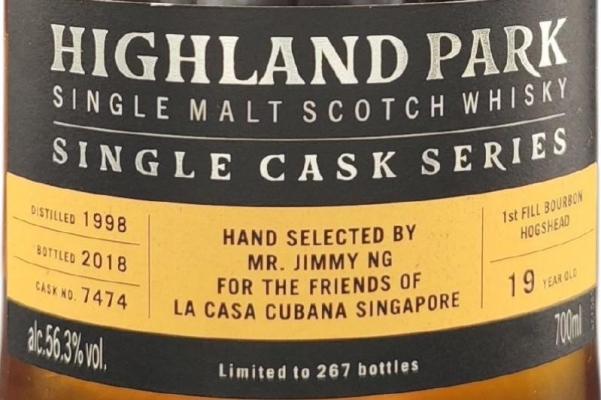 HIGHLAND PARK
SINGLE MALT SCOTCH WHISKY
SINGLE CASK SERIES
DISTILLED 1998
BOTTLED 2018
CASK NO. 7474
HAND SELECTED BY
MR. JIMMY NG
FOR THE FRIENDS OF
LA CASA CUBANA SINGAPORE
1st FILL BOURBON
HOGSHEAD
19 YEAR OLD
alc.56.3%vol.
Limited to 267 bottles
700ml